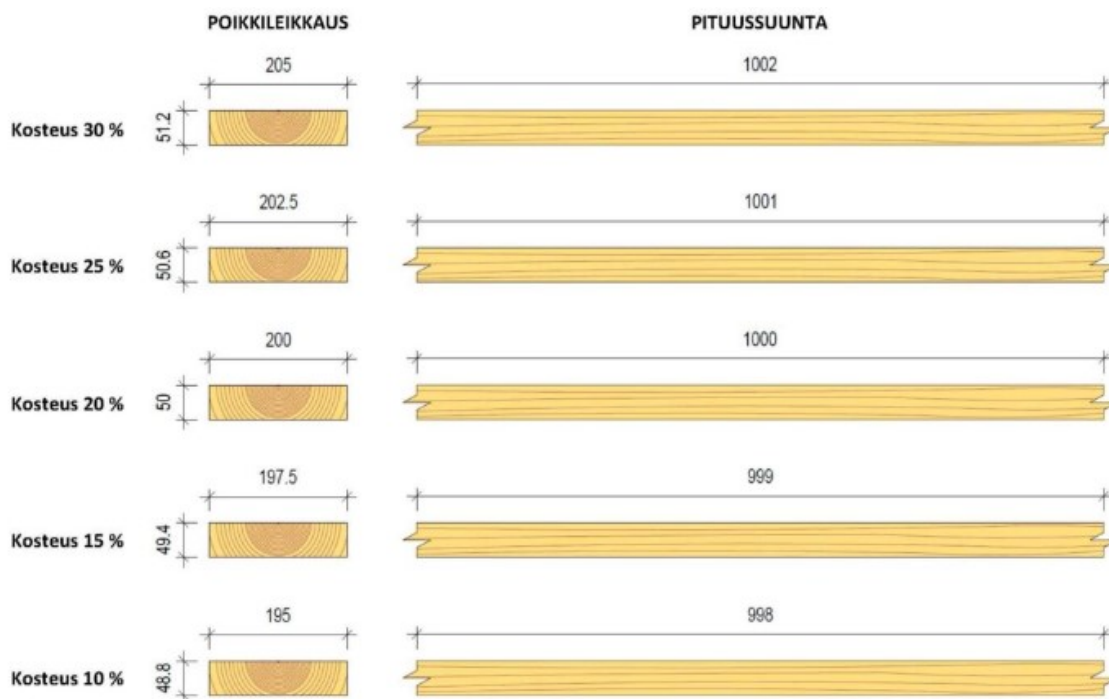 POIKKILEIKKAUS PITUUSSUUNTA
205 1002
Kosteus 30 % 51.2
202.5 1001
Kosteus 25 % 50.6
200 1000
Kosteus 20 % 50
197.5 999
Kosteus 15 % 49.4
195 998
Kosteus 10 % 48.8